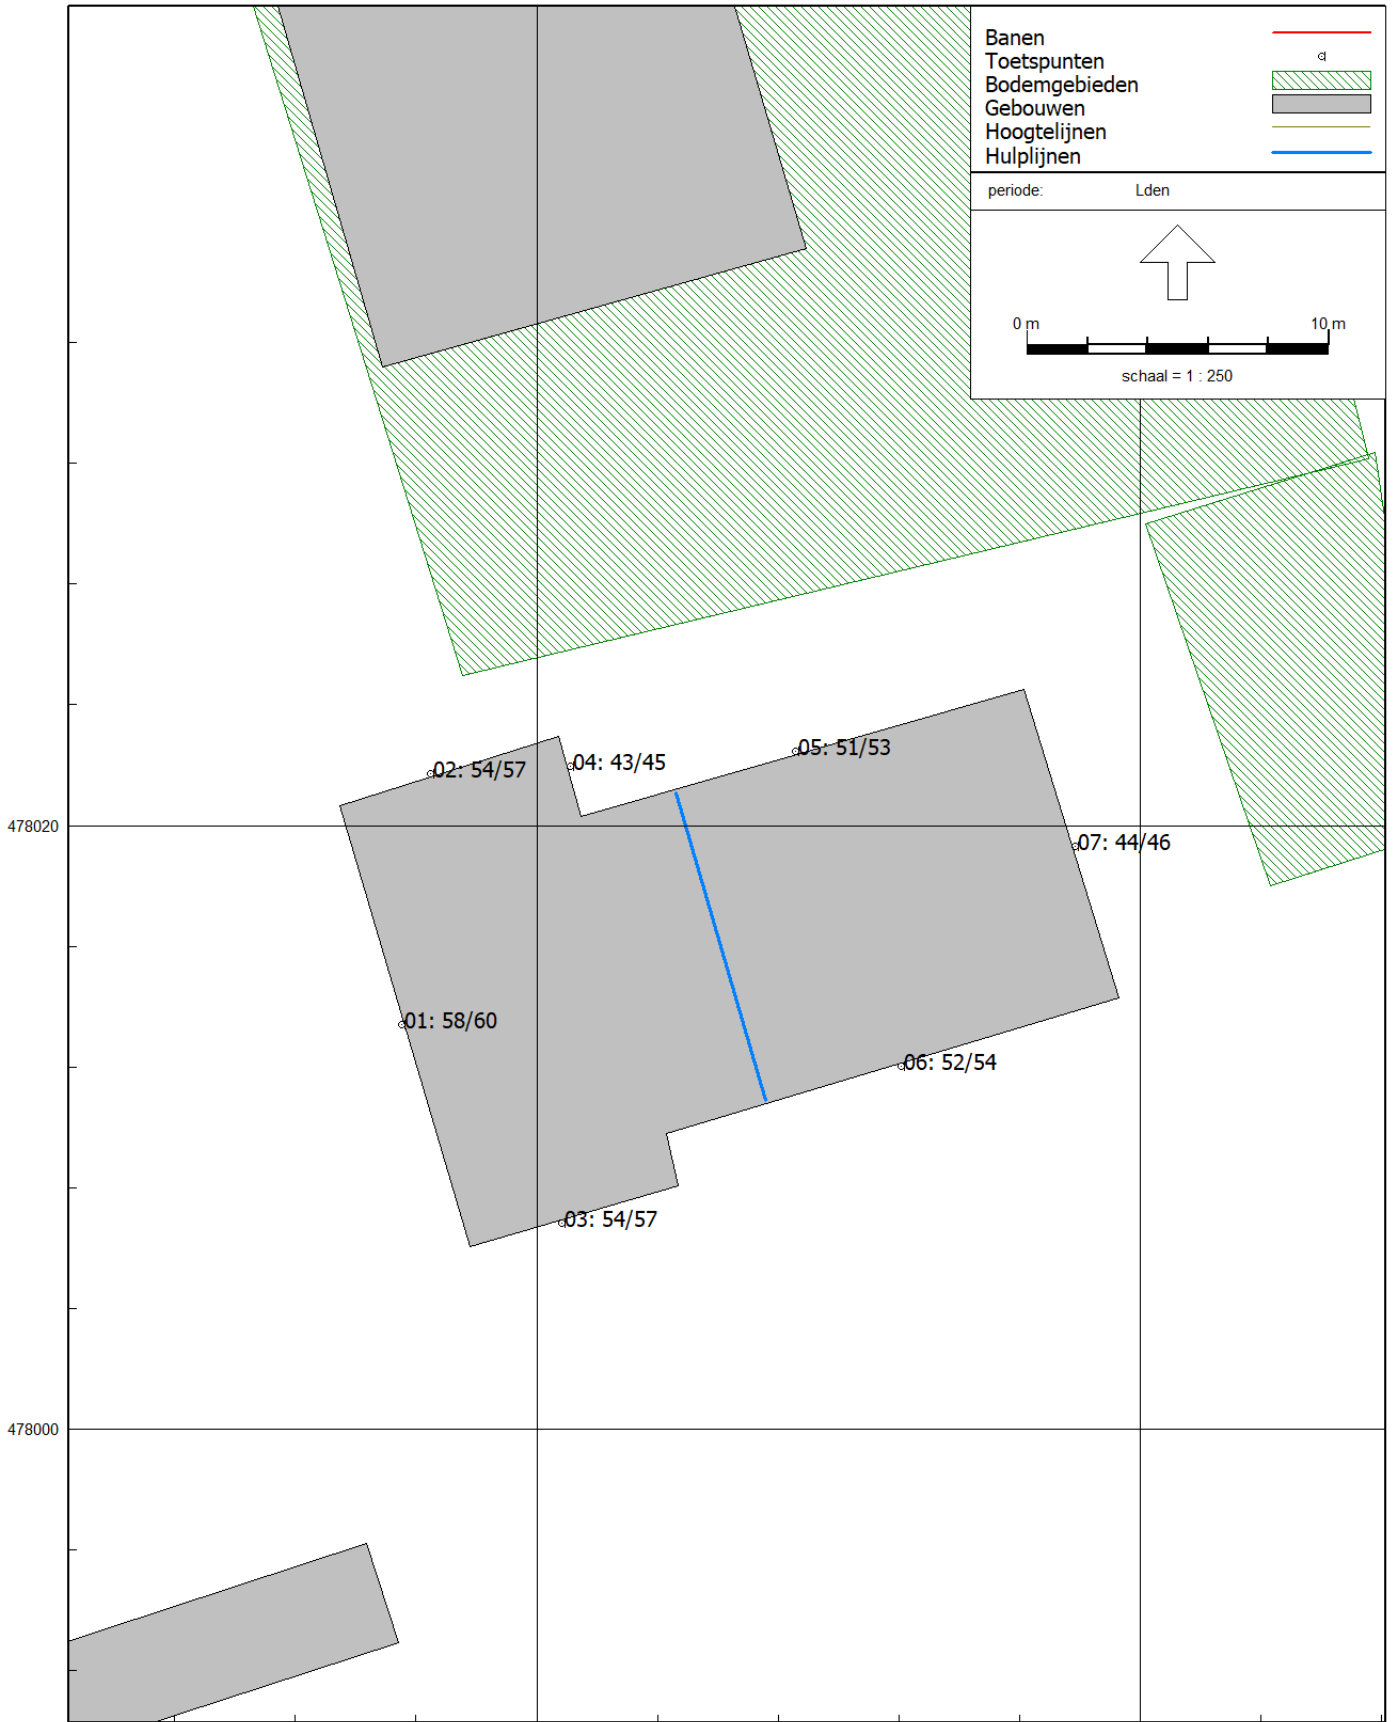 Banen
Toetspunten
Bodemgebieden
Gebouwen
Hoogtelijnen
Hulplijnen
periode: Lden
0 m 10 m
schaal = 1 : 250
05: 51/53
04: 43/45
02: 54/57
478020
07: 44/46
01: 58/60
06: 52/54
03: 54/57
478000